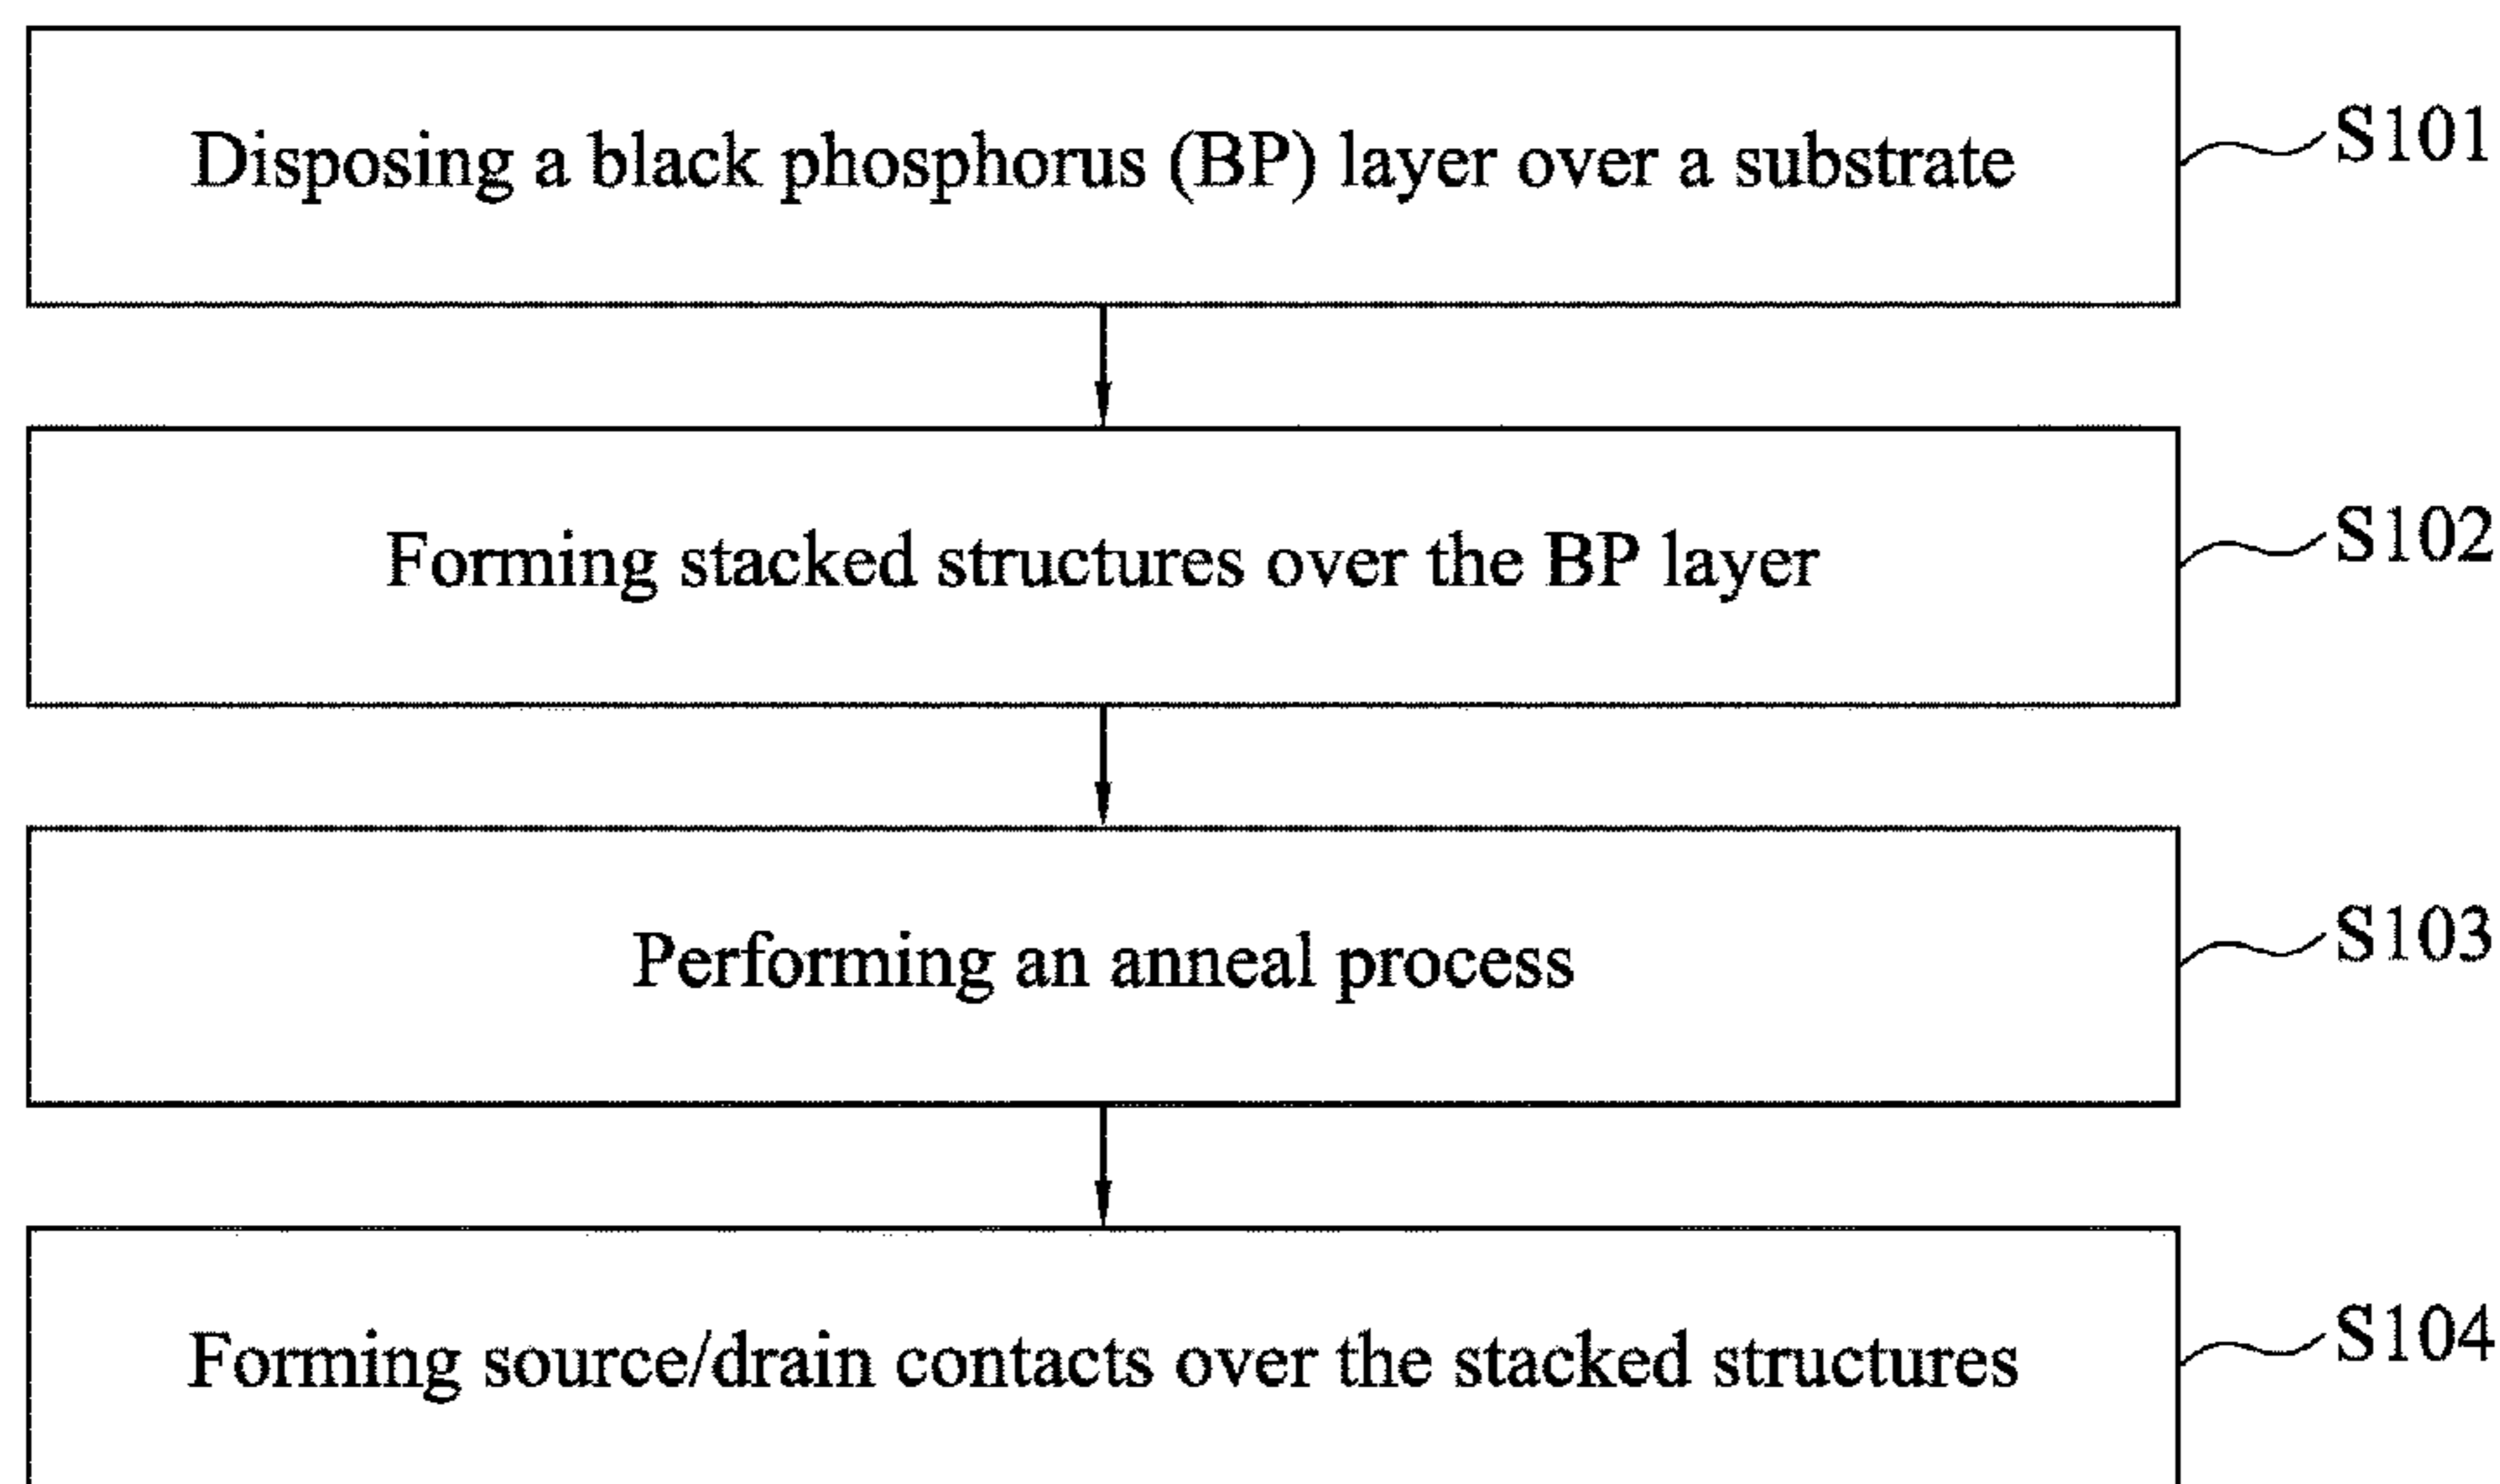 Disposing a black phosphorus (BP) layer over a substrate
S101
Forming stacked structures over the BP layer
S102
Performing an anneal process
S103
Forming source/drain contacts over the stacked structures
S104